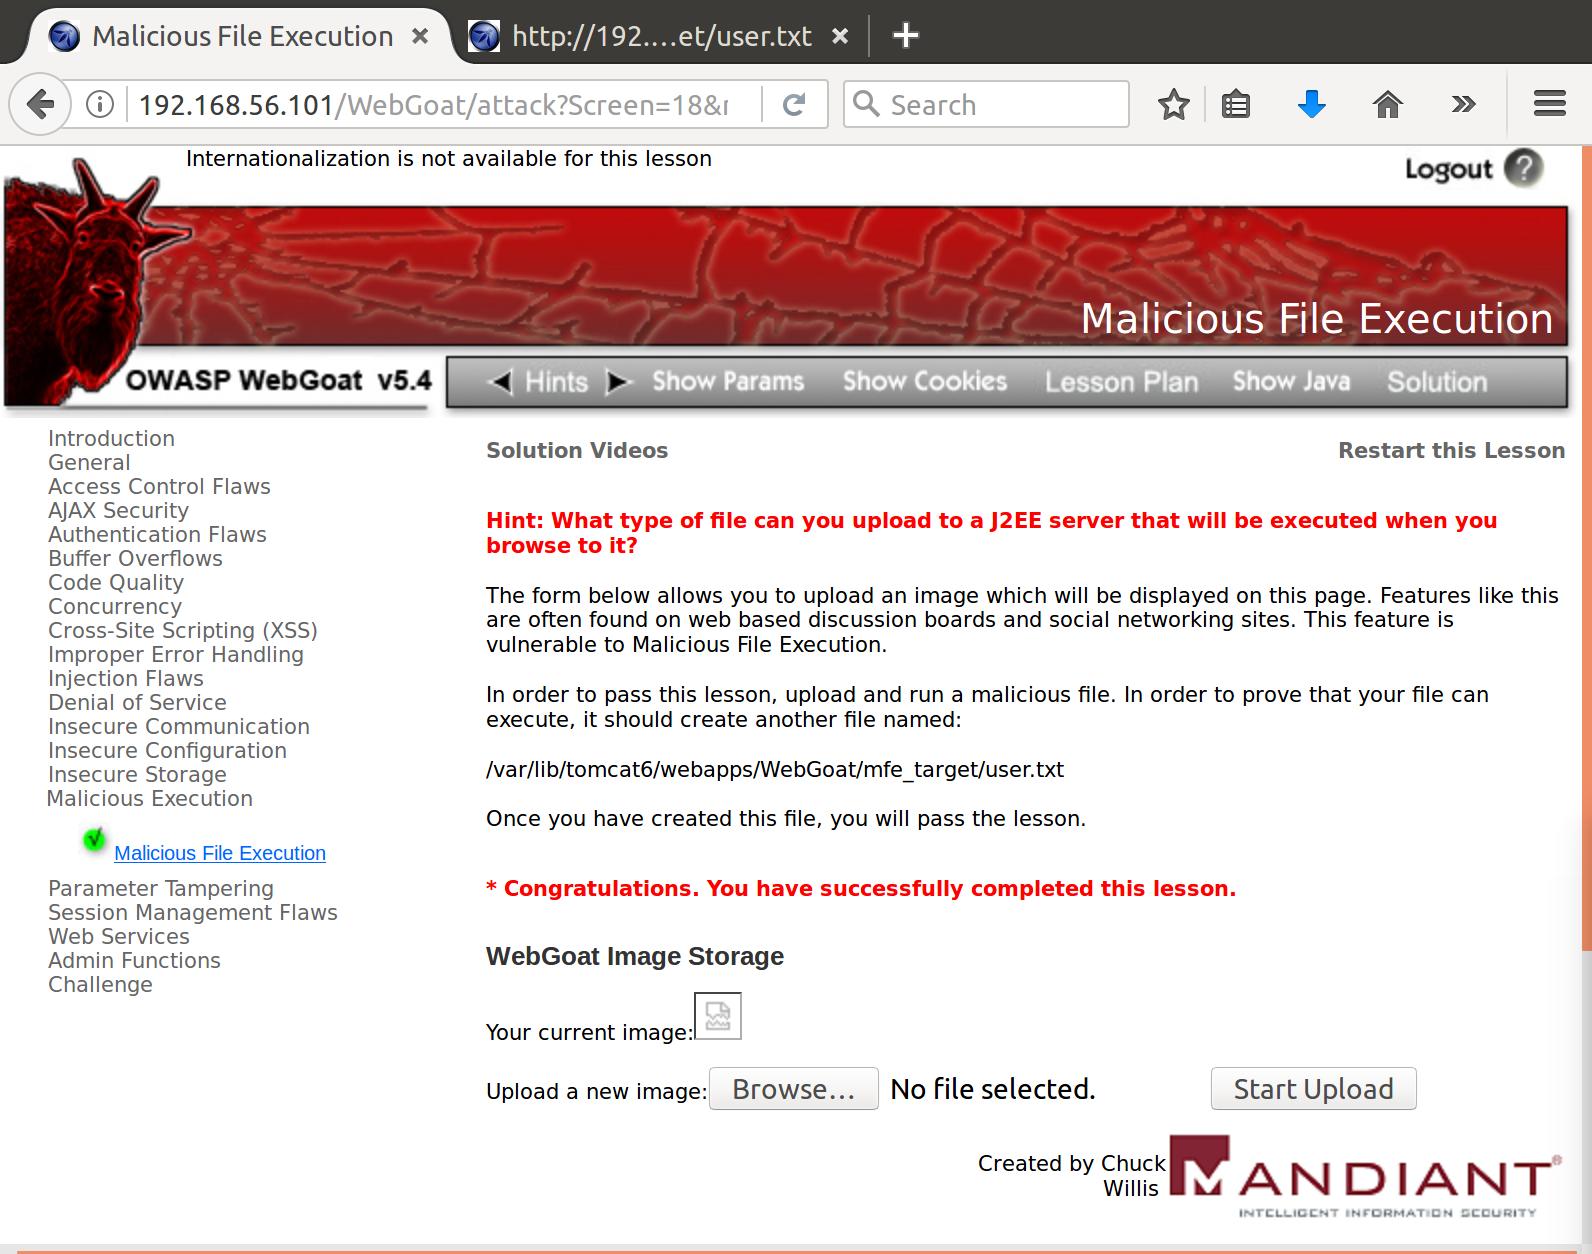 Malicious File Execution
http://192....et/user.txt
192.168.56.101/WebGoat/attack?Screen=18&
Search
Internationalization is not available for this lesson
Logout ?
Malicious File Execution
OWASP WebGoat v5.4
Hints
Show Params
Show Cookies
Lesson Plan
Show Java
Solution
Introduction
General
Access Control Flaws
AJAX Security
Authentication Flaws
Buffer Overflows
Code Quality
Concurrency
Cross-Site Scripting (XSS)
Improper Error Handling
Injection Flaws
Denial of Service
Insecure Communication
Insecure Configuration
Insecure Storage
Malicious Execution
Malicious File Execution
Parameter Tampering
Session Management Flaws
Web Services
Admin Functions
Challenge
Solution Videos
Restart this Lesson
Hint: What type of file can you upload to a J2EE server that will be executed when you
browse to it?
The form below allows you to upload an image which will be displayed on this page. Features like this
are often found on web based discussion boards and social networking sites. This feature is
vulnerable to Malicious File Execution.
In order to pass this lesson, upload and run a malicious file. In order to prove that your file can
execute, it should create another file named:
/var/lib/tomcat6/webapps/WebGoat/mfe_target/user.txt
Once you have created this file, you will pass the lesson.
* Congratulations. You have successfully completed this lesson.
WebGoat Image Storage
Your current image:
Upload a new image: Browse... No file selected. Start Upload
Created by Chuck
Willis
MANDIANT®
INTELLIGENT INFORMATION SECURITY